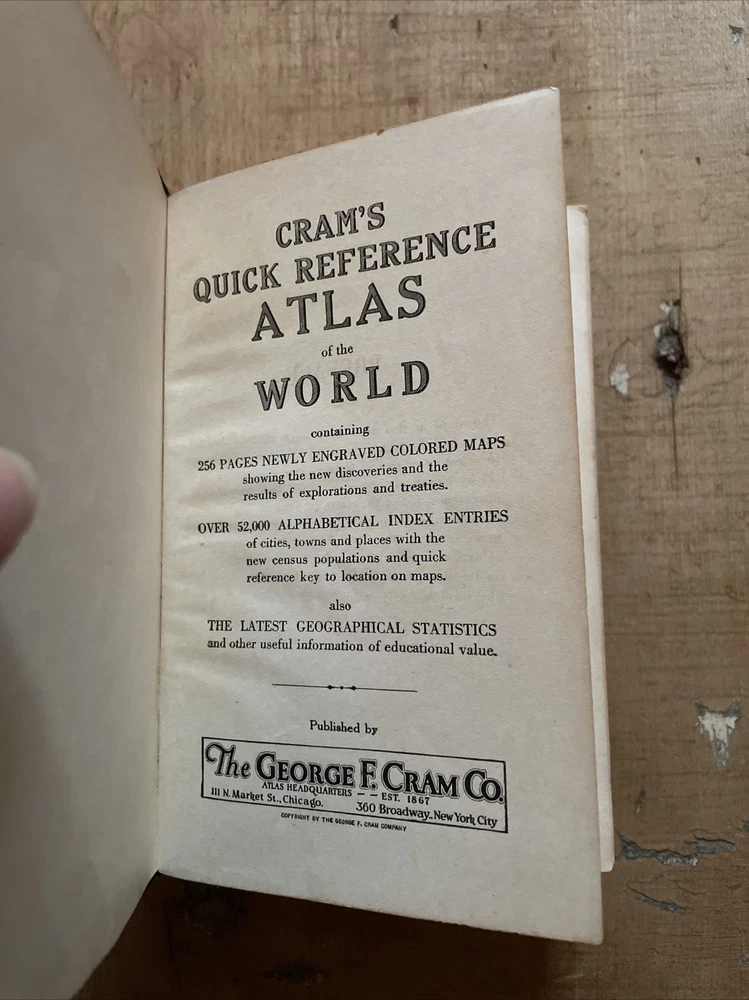 CRAM'S
QUICK REFERENCE
ATLAS
of the
WORLD
containing
256 PAGES NEWLY ENGRAVED COLORED MAPS
showing the new discoveries and the
results of explorations and treaties.
OVER 52,000 ALPHABETICAL INDEX ENTRIES
of cities, towns and places with the
new census populations and quick
reference key to location on maps.
also
THE LATEST GEOGRAPHICAL STATISTICS
and other useful information of educational value.
Published by
The GEORGE F. CRAM CO.
ATLAS HEADQUARTERS -- EST. 1867
111 N. Market St., Chicago. 360 Broadway, New York City
COPYRIGHT BY THE GEORGE F. CRAM COMPANY